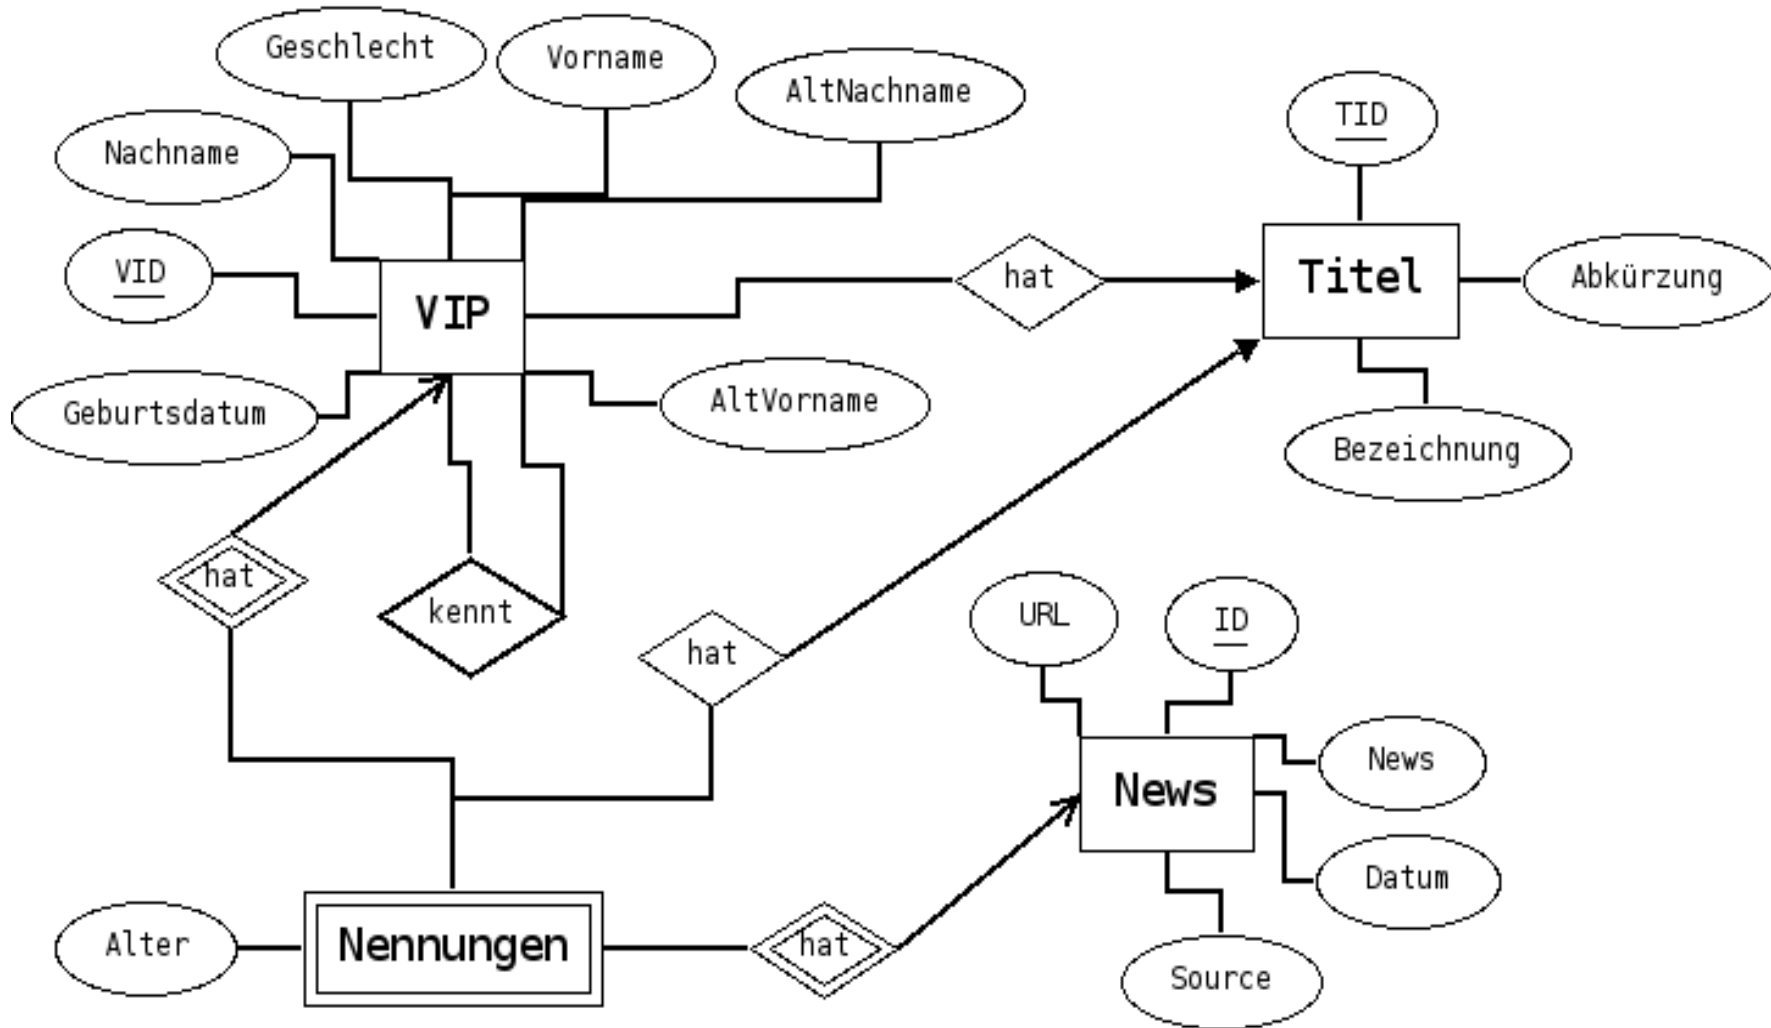 Geschlecht
Vorname
AltNachname
TID
Nachname
VID
VIP
hat
Titel
Abkürzung
Geburtsdatum
AltVorname
Bezeichnung
hat
kennt
hat
URL
ID
News
News
Datum
Alter
Nennungen
hat
Source